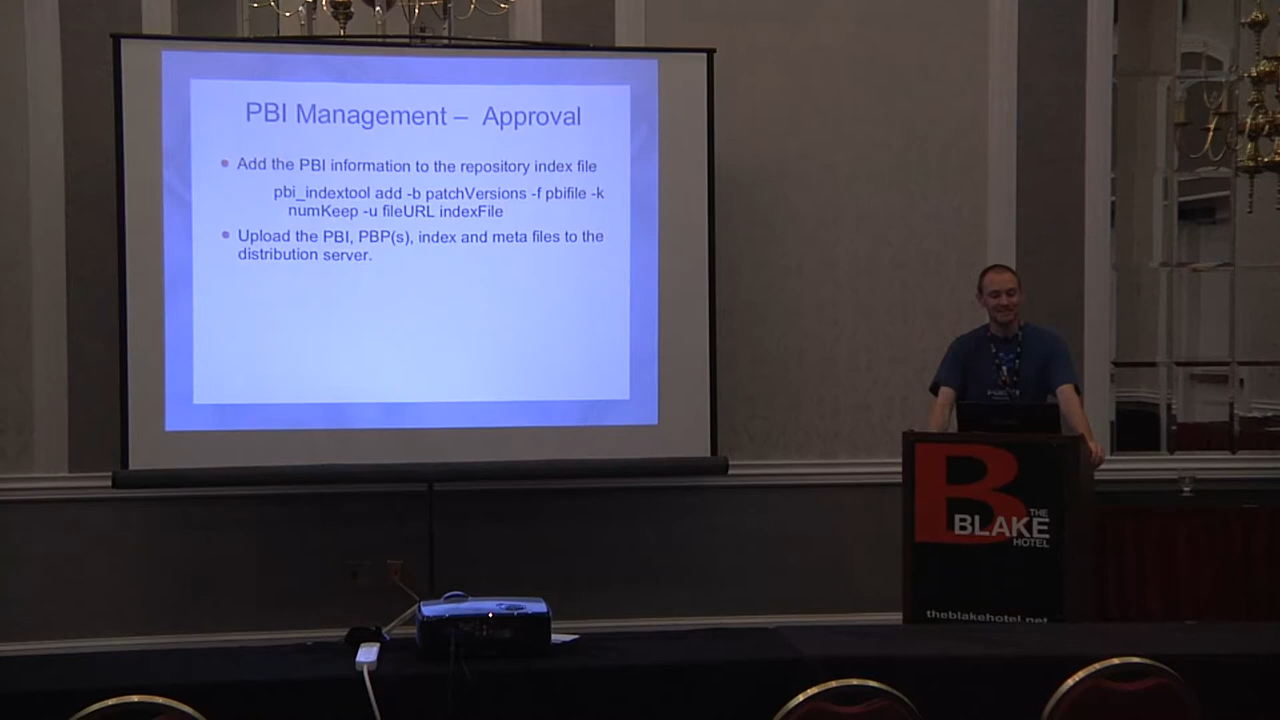 PBI Management – Approval
Add the PBI information to the repository index file
pbi_indextool add -b patchVersions -f pbifile -k
numKeep -u fileURL indexFile
Upload the PBI, PBP(s), index and meta files to the
distribution server.
B
THE
BLAKE
HOTEL
theblakehotel.net